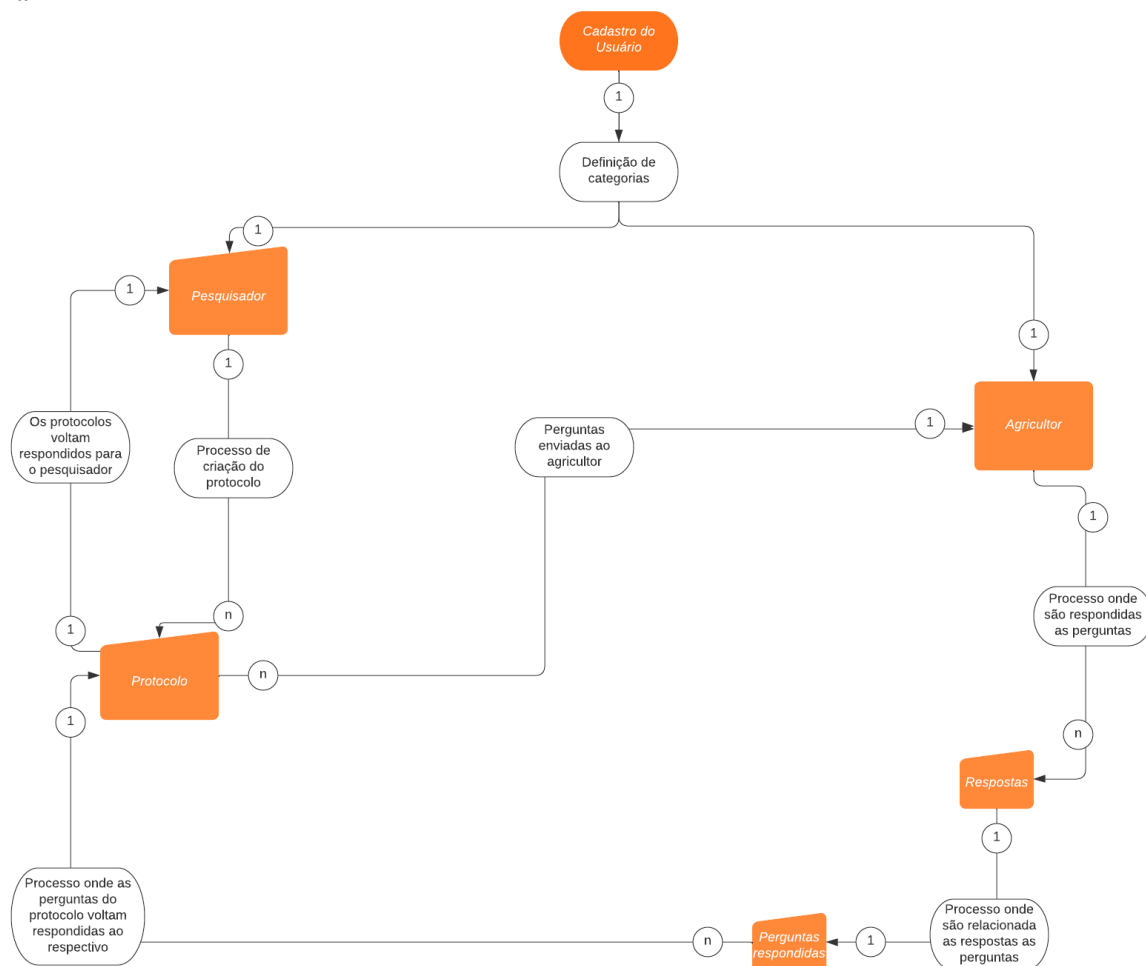 Cadastro do
Usuário
1
Definição de
categorias
1
1
Pesquisador
1
1
Agricultor
1
Os protocolos
voltam
respondidos para
o pesquisador
Processo de
criação do
protocolo
Perguntas
enviadas ao
agricultor
1
1
Processo onde
são respondidas
as perguntas
n
1
Protocolo
n
1
n
Respostas
1
Processo onde as
perguntas do
protocolo voltam
respondidas ao
respectivo
n
Perguntas
respondidas
1
Processo onde
são relacionada
as respostas as
perguntas